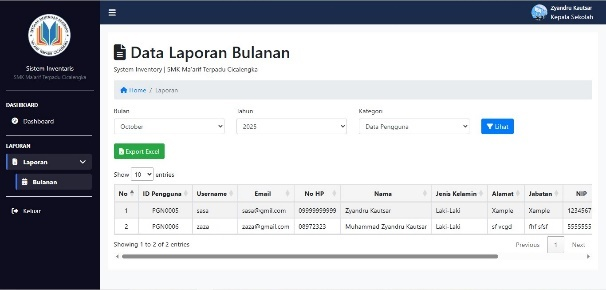 Zyandru Kautsar
Kepala Sekolah
Sistem Inventaris
SMK Ma'arif Terpadu Cicalengka
DASHBOARD
Dashboard
LAPORAN
Laporan
Bulanan
Keluar
Data Laporan Bulanan
System Inventory | SMK Ma'arif Terpadu Cicalengka
Home / Laporan
Bulan Tahun Kategori
October 2025 Data Pengguna Lihat
Export Excel
Show 10 entries
No ID Pengguna Username Email No HP Nama Jenis Kelamin Alamat Jabatan NIP
1 PGN0005 sasa sasa@gmil.com 09999999999 Zyandru Kautsar Laki-Laki Xample Xample 1234567
2 PGN0006 zaza zaza@gmail.com 08972323 Muhammad Zyandru Kautsar Laki-Laki sf vcgd fhf sfsf 5555555
Showing 1 to 2 of 2 entries
Previous 1 Next